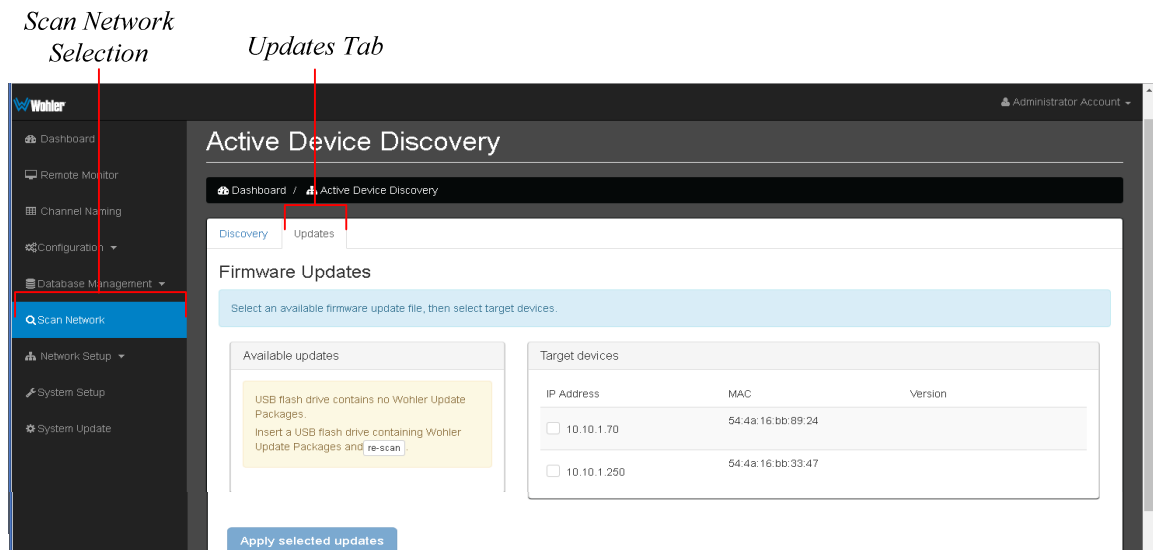 Scan Network
Selection
Updates Tab
Wohler
Administrator Account
Dashboard
Remote Monitor
Channel Naming
Configuration
Database Management
Scan Network
Network Setup
System Setup
System Update
Active Device Discovery
Dashboard / Active Device Discovery
Discovery Updates
Firmware Updates
Select an available firmware update file, then select target devices.
Available updates
USB flash drive contains no Wohler Update
Packages.
Insert a USB flash drive containing Wohler
Update Packages and re-scan .
Target devices
IP Address MAC Version
10.10.1.70 54:4a:16:bb:89:24
10.10.1.250 54:4a:16:bb:33:47
Apply selected updates